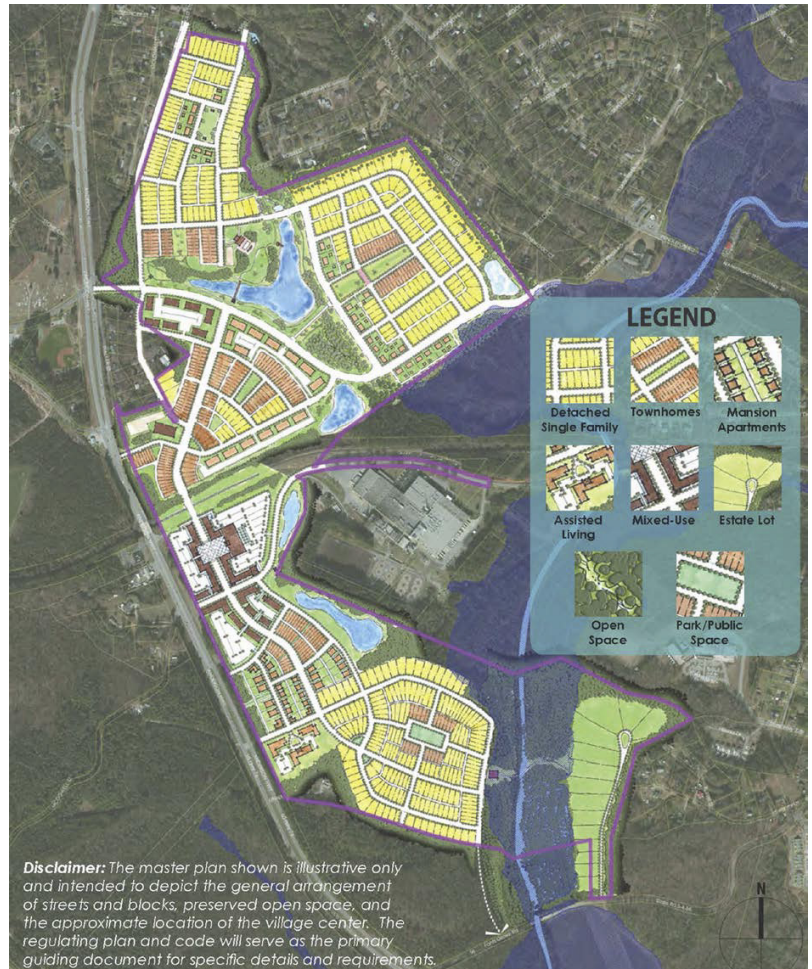 LEGEND
Detached
Single Family
Townhomes
Mansion
Apartments
Assisted
Living
Mixed-Use
Estate Lot
Open
Space
Park/Public
Space
Disclaimer: The master plan shown is illustrative only
and intended to depict the general arrangement
of streets and blocks, preserved open space, and
the approximate location of the village center. The
regulating plan and code will serve as the primary
guiding document for specific details and requirements.
N